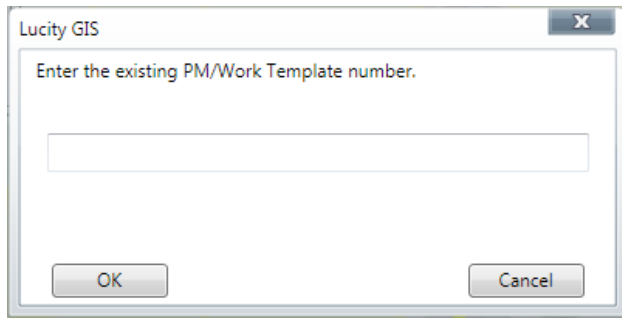 Lucity GIS
X
Enter the existing PM/Work Template number.
OK
Cancel